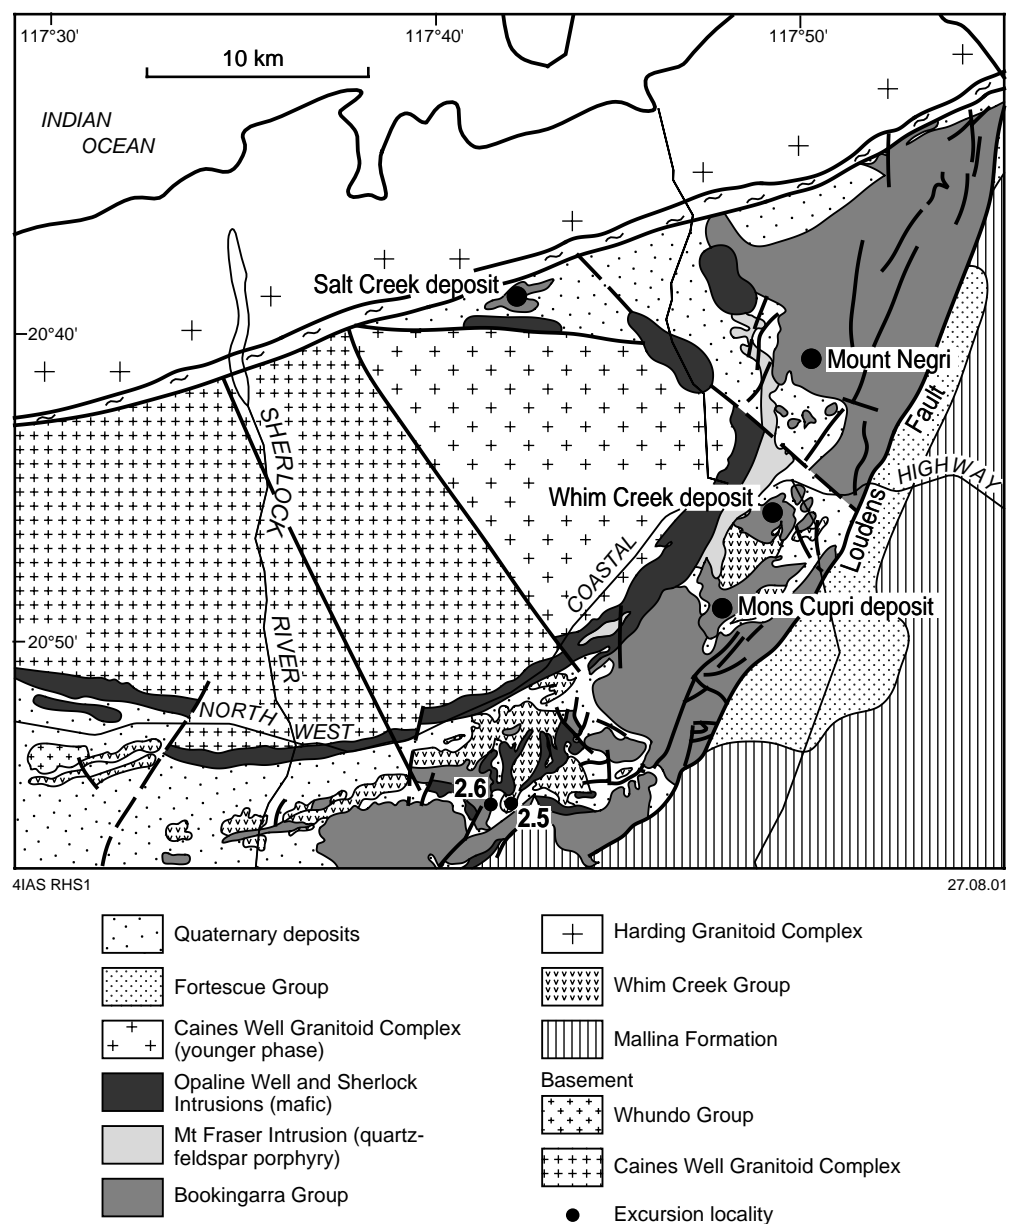 117°30'
117°40'
117°50'
10 km
INDIAN
OCEAN
Salt Creek deposit
20°40'
Mount Negri
SHERLOCK
RIVER
Fault
HIGHWAY
Whim Creek deposit
Loudens
COASTAL
Mons Cupri deposit
20°50'
NORTH
WEST
2.6
2.5
4IAS RHS1
27.08.01
Quaternary deposits
Fortescue Group
Caines Well Granitoid Complex
(younger phase)
Opaline Well and Sherlock
Intrusions (mafic)
Mt Fraser Intrusion (quartz-
feldspar porphyry)
Bookingarra Group
Harding Granitoid Complex
Whim Creek Group
Mallina Formation
Basement
Whundo Group
Caines Well Granitoid Complex
Excursion locality